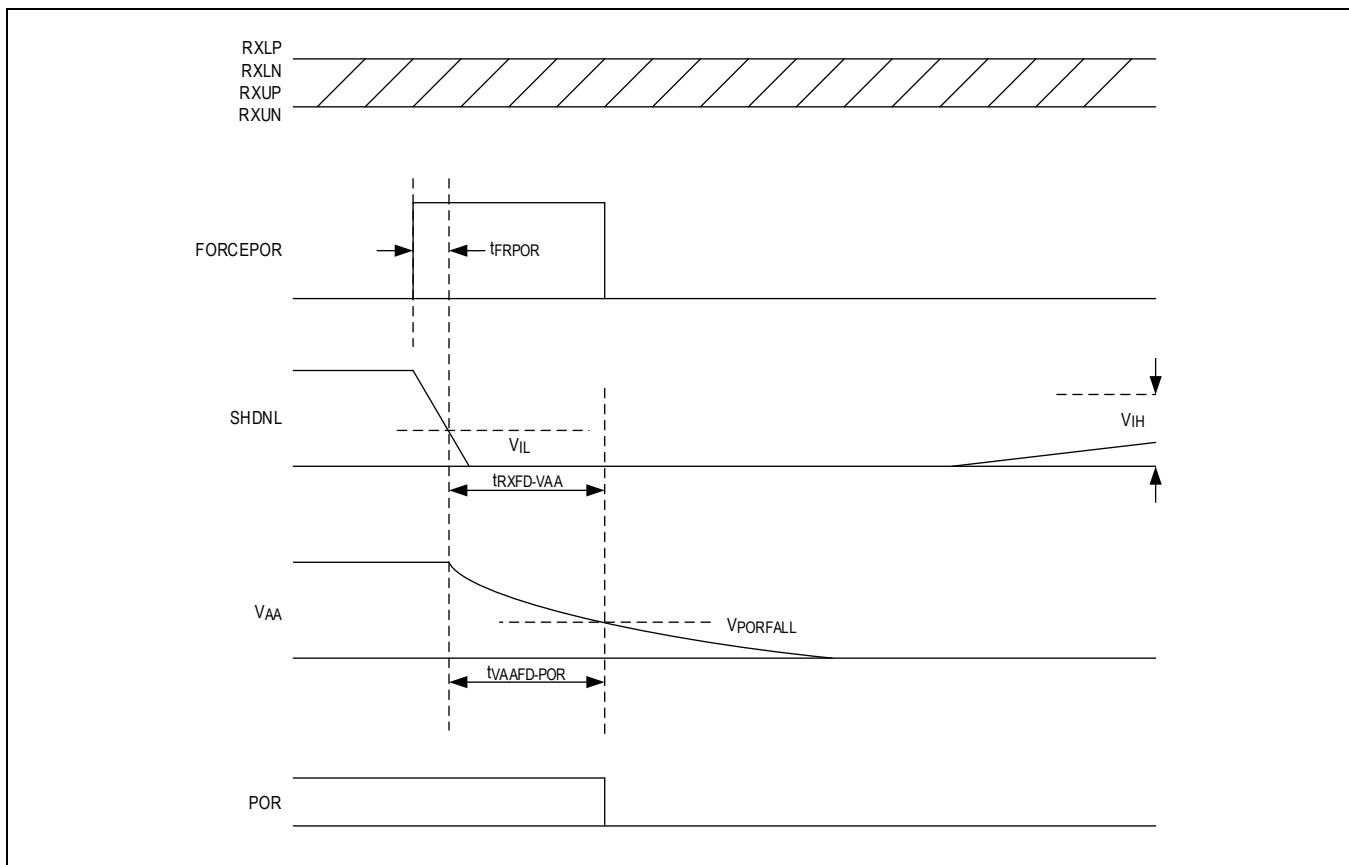 RXLP
RXLN
RXUP
RXUN
FORCEPOR
tFRPOR
SHDNL
VIL
VIH
tRXFD-VAA
VAA
VPORFALL
tVAAFD-POR
POR